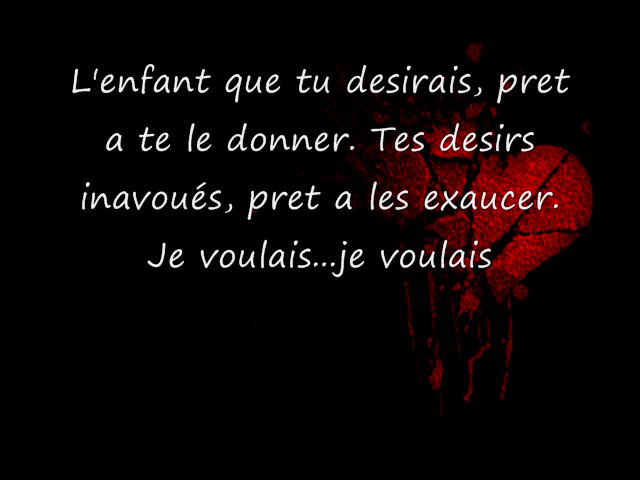 L'enfant que tu desirais, pret
a te le donner. Tes desirs
inavoués, pret a les exaucer.
Je voulais...je voulais